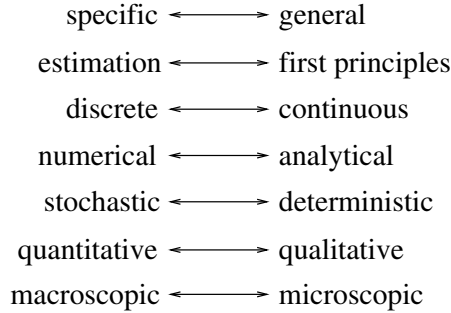 specific ⟷ general
estimation ⟷ first principles
discrete ⟷ continuous
numerical ⟷ analytical
stochastic ⟷ deterministic
quantitative ⟷ qualitative
macroscopic ⟷ microscopic